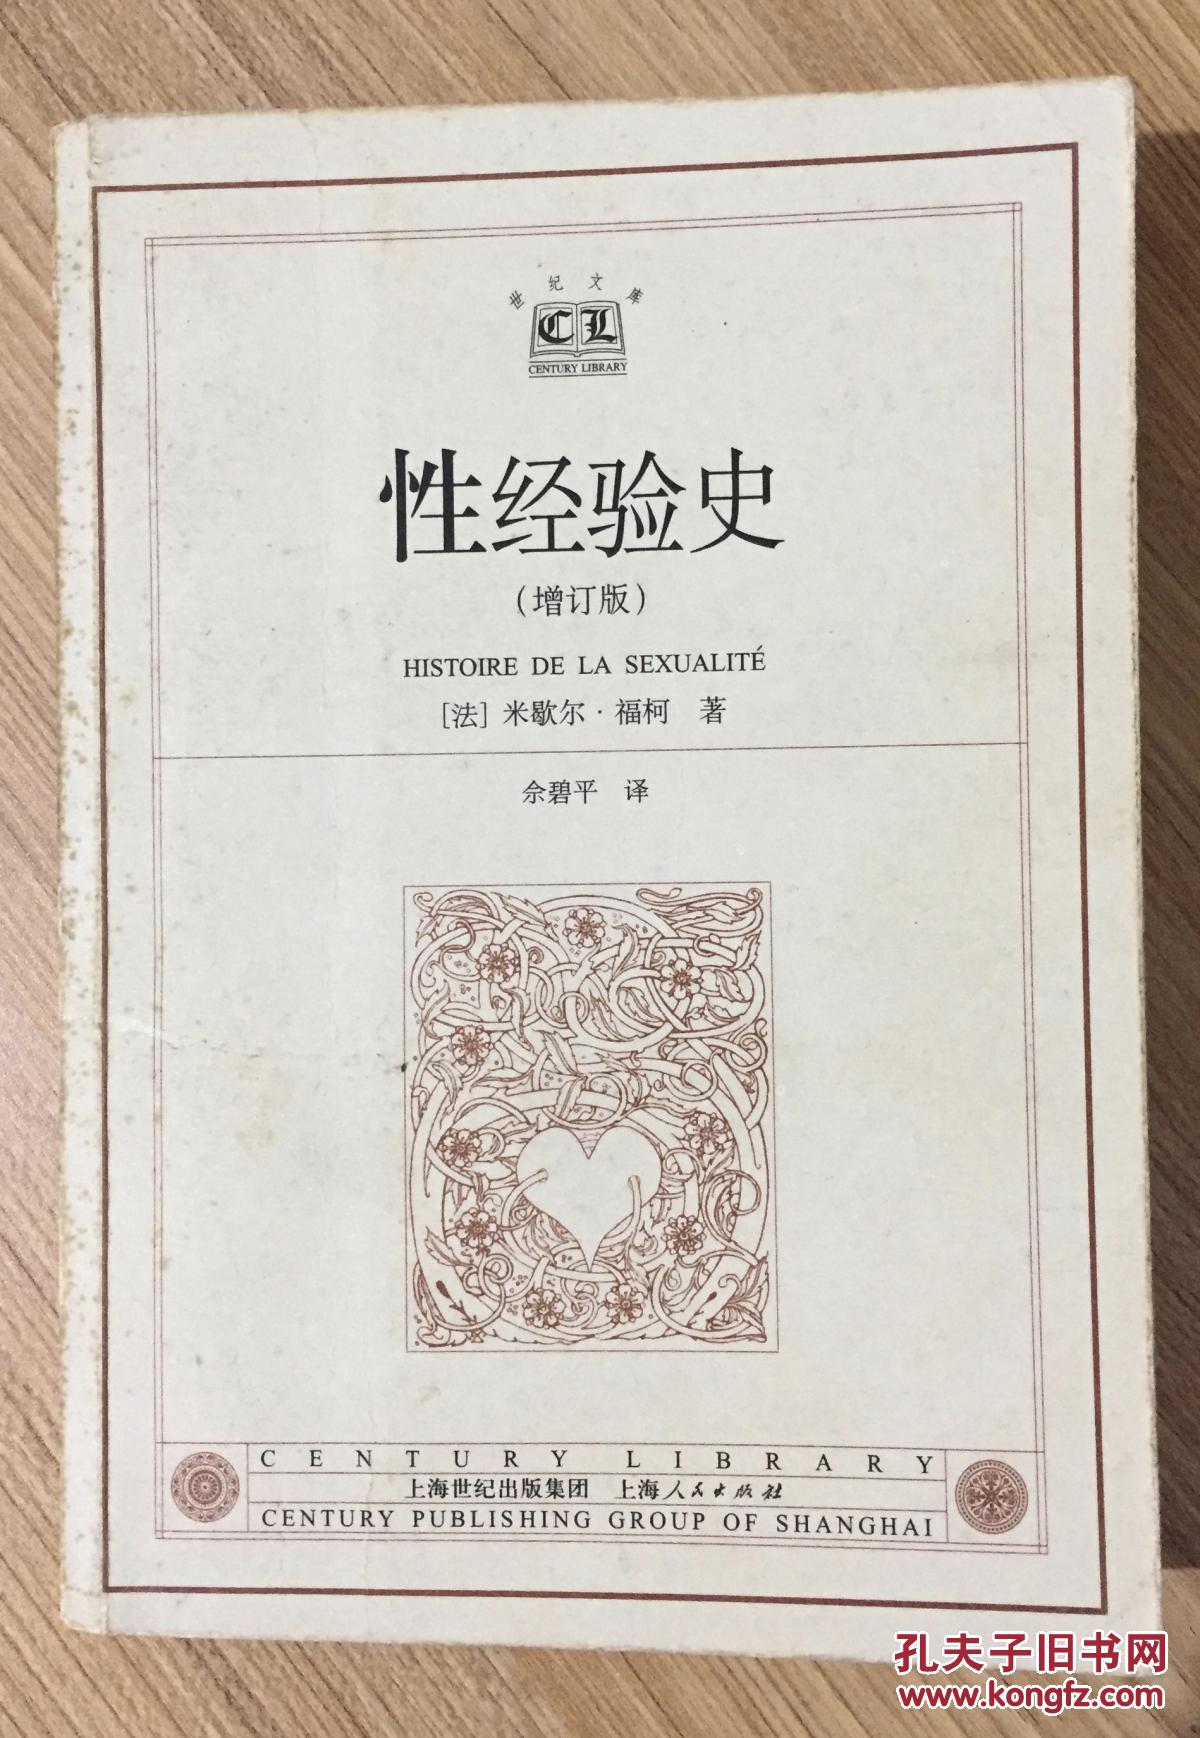 世纪文库
CL
CENTURY LIBRARY
性经验史
（增订版）
HISTOIRE DE LA SEXUALITÉ
[法] 米歇尔·福柯 著
佘碧平 译
CENTURY LIBRARY
上海世纪出版集团 上海人民出版社
CENTURY PUBLISHING GROUP OF SHANGHAI
孔夫子旧书网
www.kongfz.com